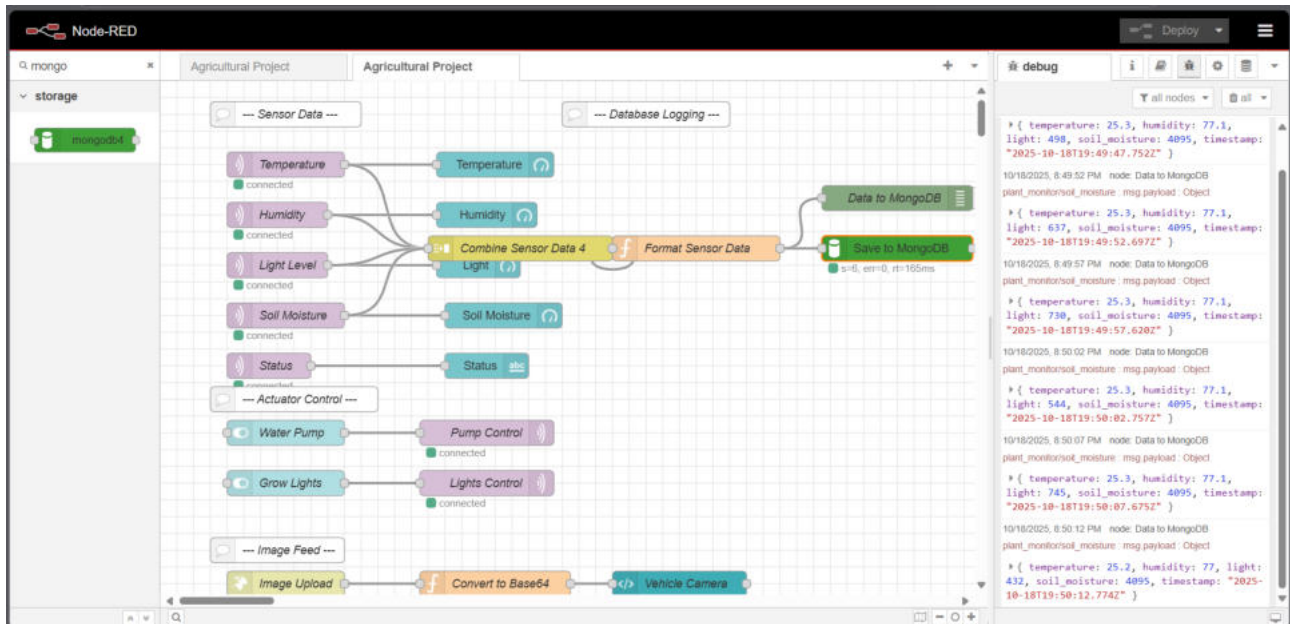 Node-RED
Deploy
mongo
storage
mongodb4
Agricultural Project
Agricultural Project
--- Sensor Data ---
--- Database Logging ---
Temperature
connected
Temperature
Humidity
connected
Humidity
Combine Sensor Data 4
Format Sensor Data
Data to MongoDB
Save to MongoDB
s=6, err=0, rt=165ms
Light Level
connected
Light
Soil Moisture
connected
Soil Moisture
Status
connected
Status
abc
--- Actuator Control ---
Water Pump
Pump Control
connected
Grow Lights
Lights Control
connected
--- Image Feed ---
Image Upload
Convert to Base64
Vehicle Camera
debug
i
all nodes
all
{ temperature: 25.3, humidity: 77.1,
light: 498, soil_moisture: 4095, timestamp:
"2025-10-18T19:49:47.752Z" }
10/18/2025, 8:49:52 PM node: Data to MongoDB
plant_monitor/soil_moisture : msg.payload : Object
{ temperature: 25.3, humidity: 77.1,
light: 637, soil_moisture: 4095, timestamp:
"2025-10-18T19:49:52.697Z" }
10/18/2025, 8:49:57 PM node: Data to MongoDB
plant_monitor/soil_moisture : msg.payload : Object
{ temperature: 25.3, humidity: 77.1,
light: 730, soil_moisture: 4095, timestamp:
"2025-10-18T19:49:57.620Z" }
10/18/2025, 8:50:02 PM node: Data to MongoDB
plant_monitor/soil_moisture : msg.payload : Object
{ temperature: 25.3, humidity: 77.1,
light: 544, soil_moisture: 4095, timestamp:
"2025-10-18T19:50:02.757Z" }
10/18/2025, 8:50:07 PM node: Data to MongoDB
plant_monitor/soil_moisture : msg.payload : Object
{ temperature: 25.3, humidity: 77.1,
light: 745, soil_moisture: 4095, timestamp:
"2025-10-18T19:50:07.675Z" }
10/18/2025, 8:50:12 PM node: Data to MongoDB
plant_monitor/soil_moisture : msg.payload : Object
{ temperature: 25.2, humidity: 77, light:
432, soil_moisture: 4095, timestamp: "2025-
10-18T19:50:12.774Z" }